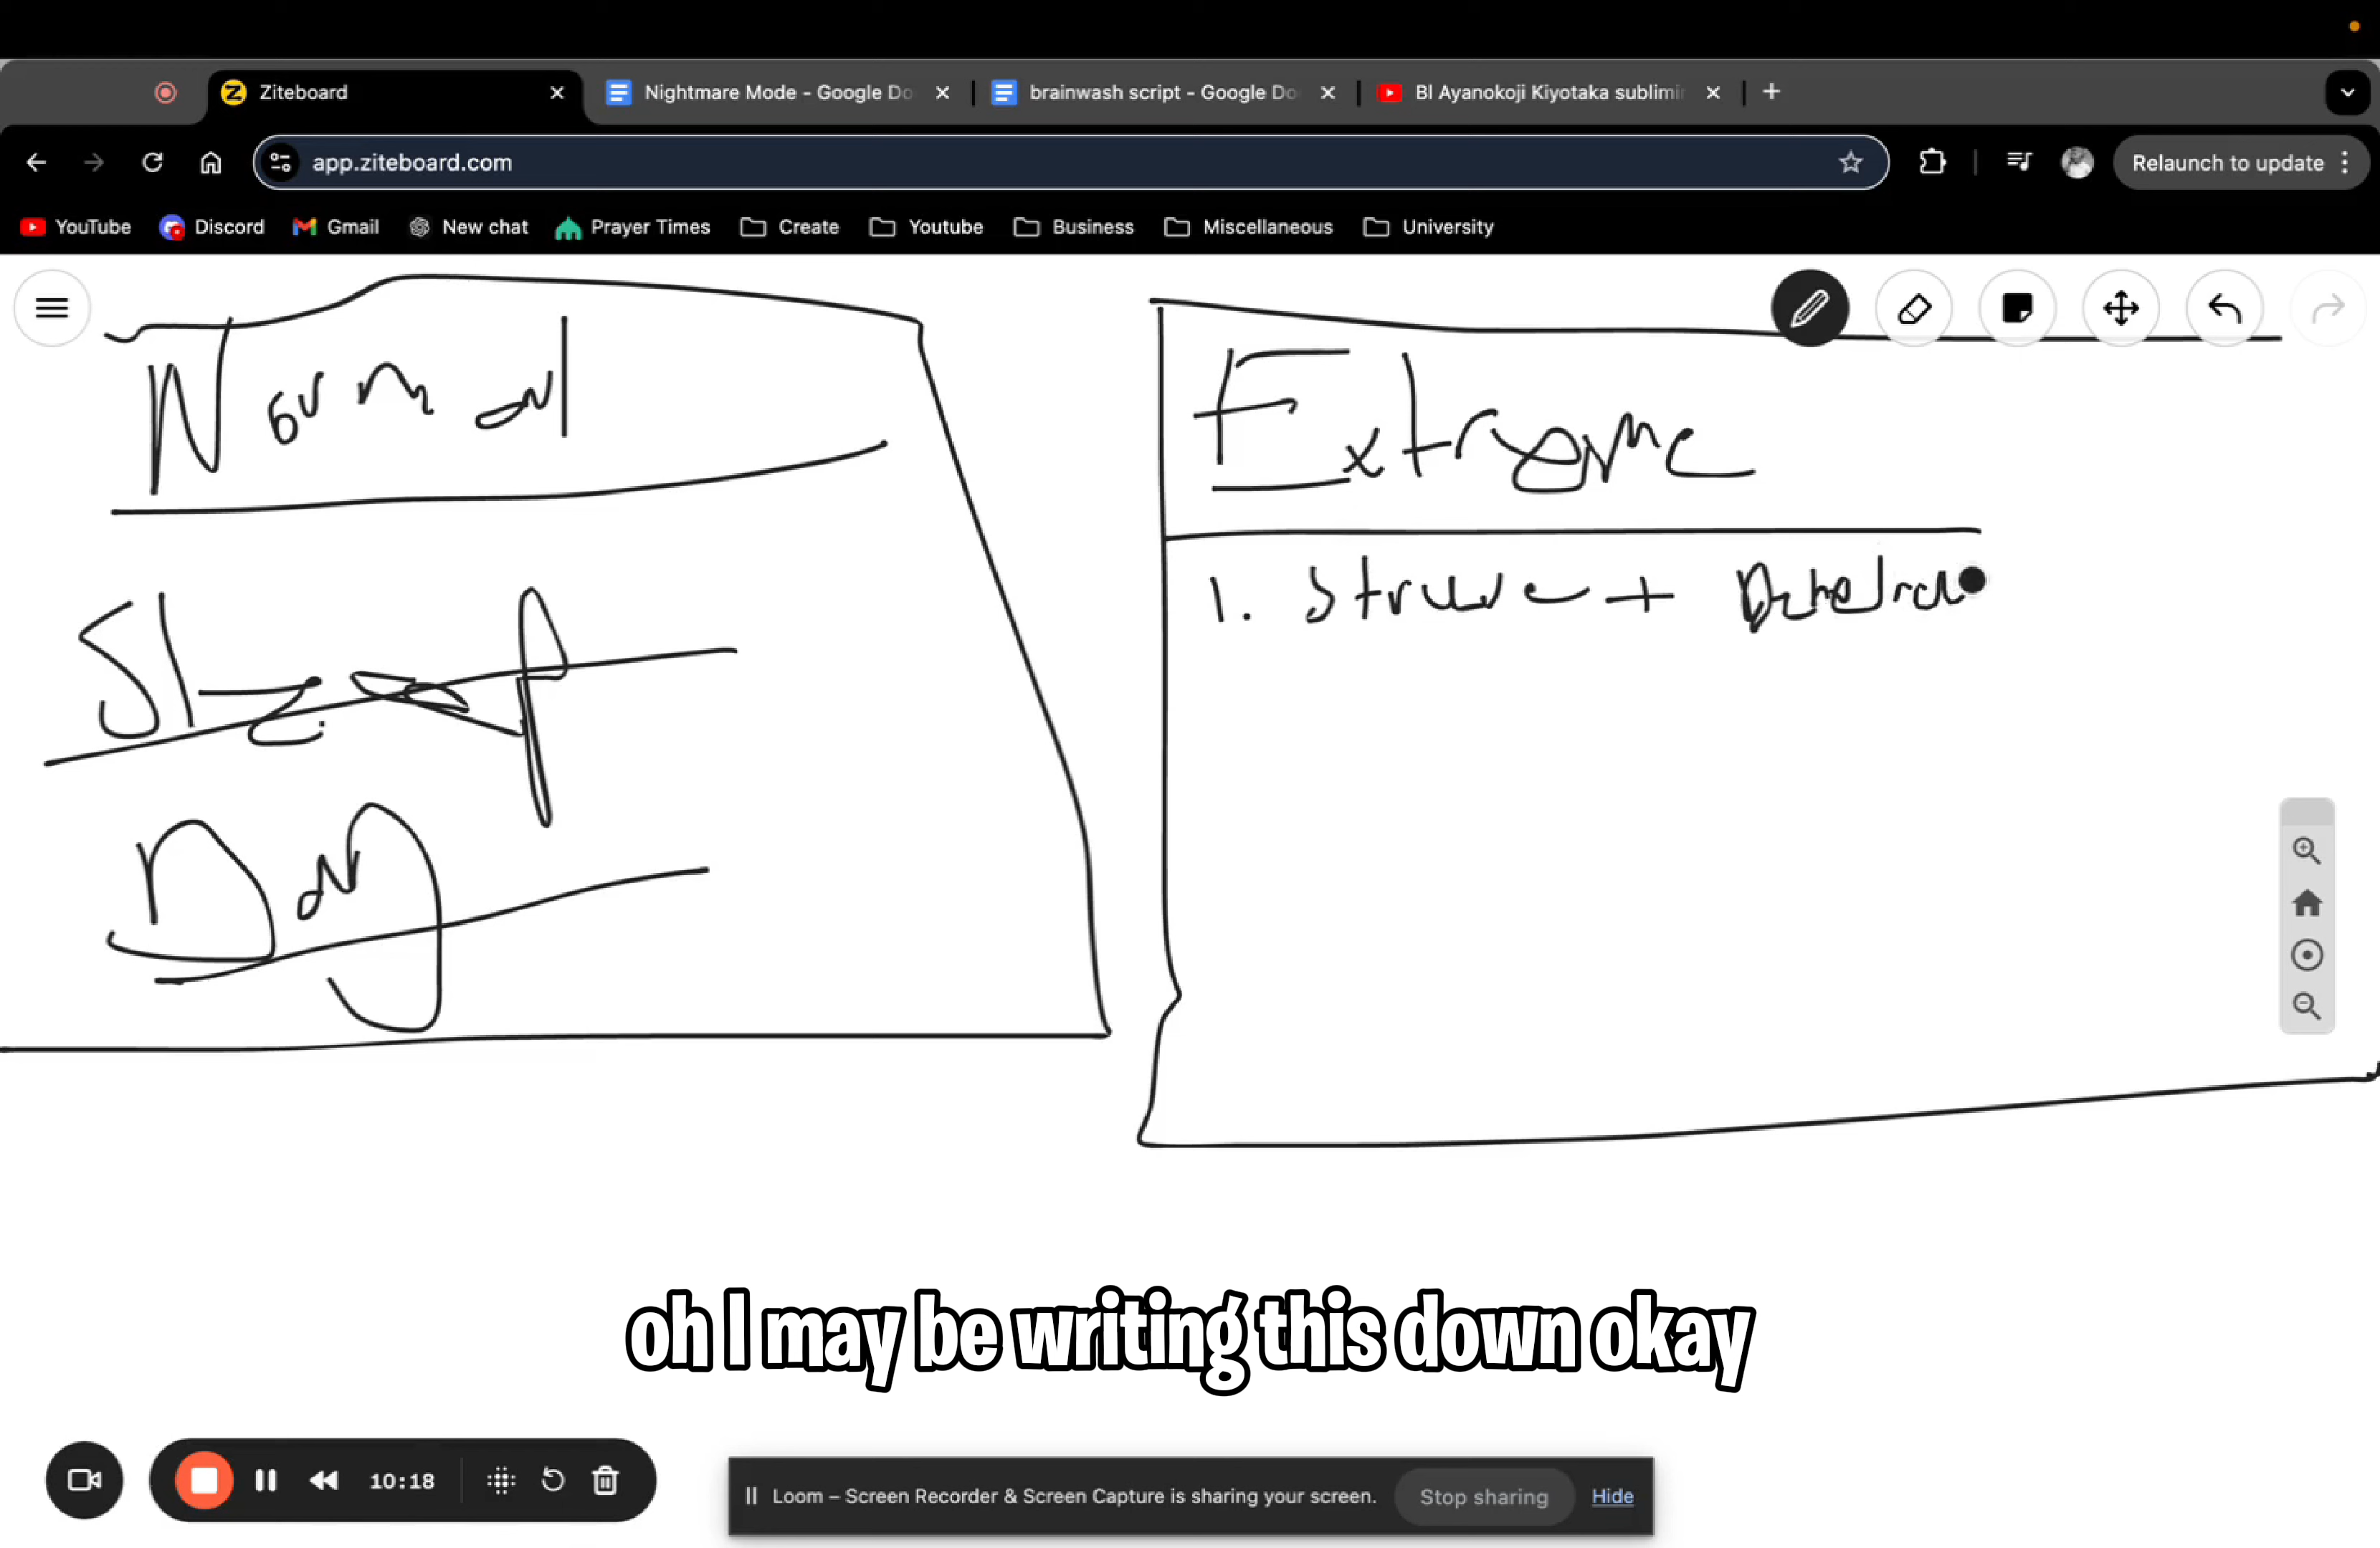 Ziteboard
Nightmare Mode - Google Do
brainwash script - Google Do
BI Ayanokoji Kiyotaka sublimin
app.ziteboard.com
Relaunch to update
YouTube
Discord
Gmail
New chat
Prayer Times
Create
Youtube
Business
Miscellaneous
University
Normal
Sleep
Day
Extreme
1. +
oh I may be writing this down okay
10:18
Loom – Screen Recorder & Screen Capture is sharing your screen.
Stop sharing
Hide